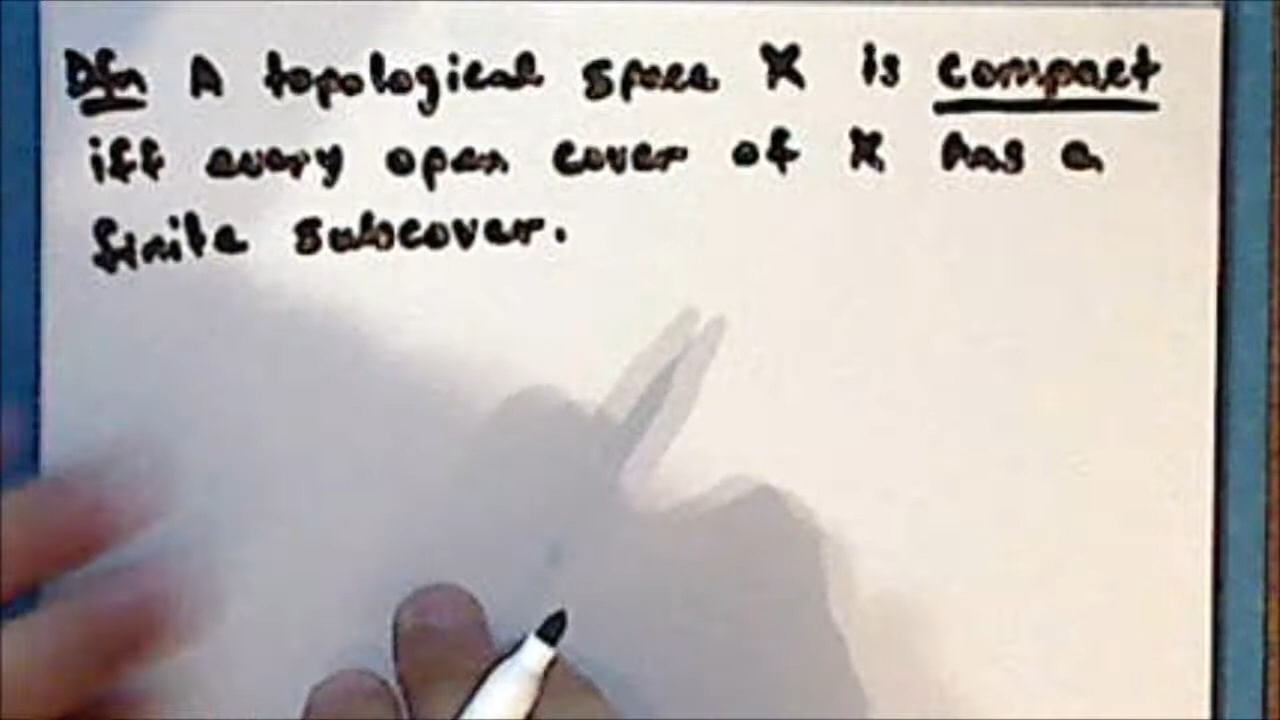 Dfn A topological space X is compact
iff every open cover of X has a
finite subcover.